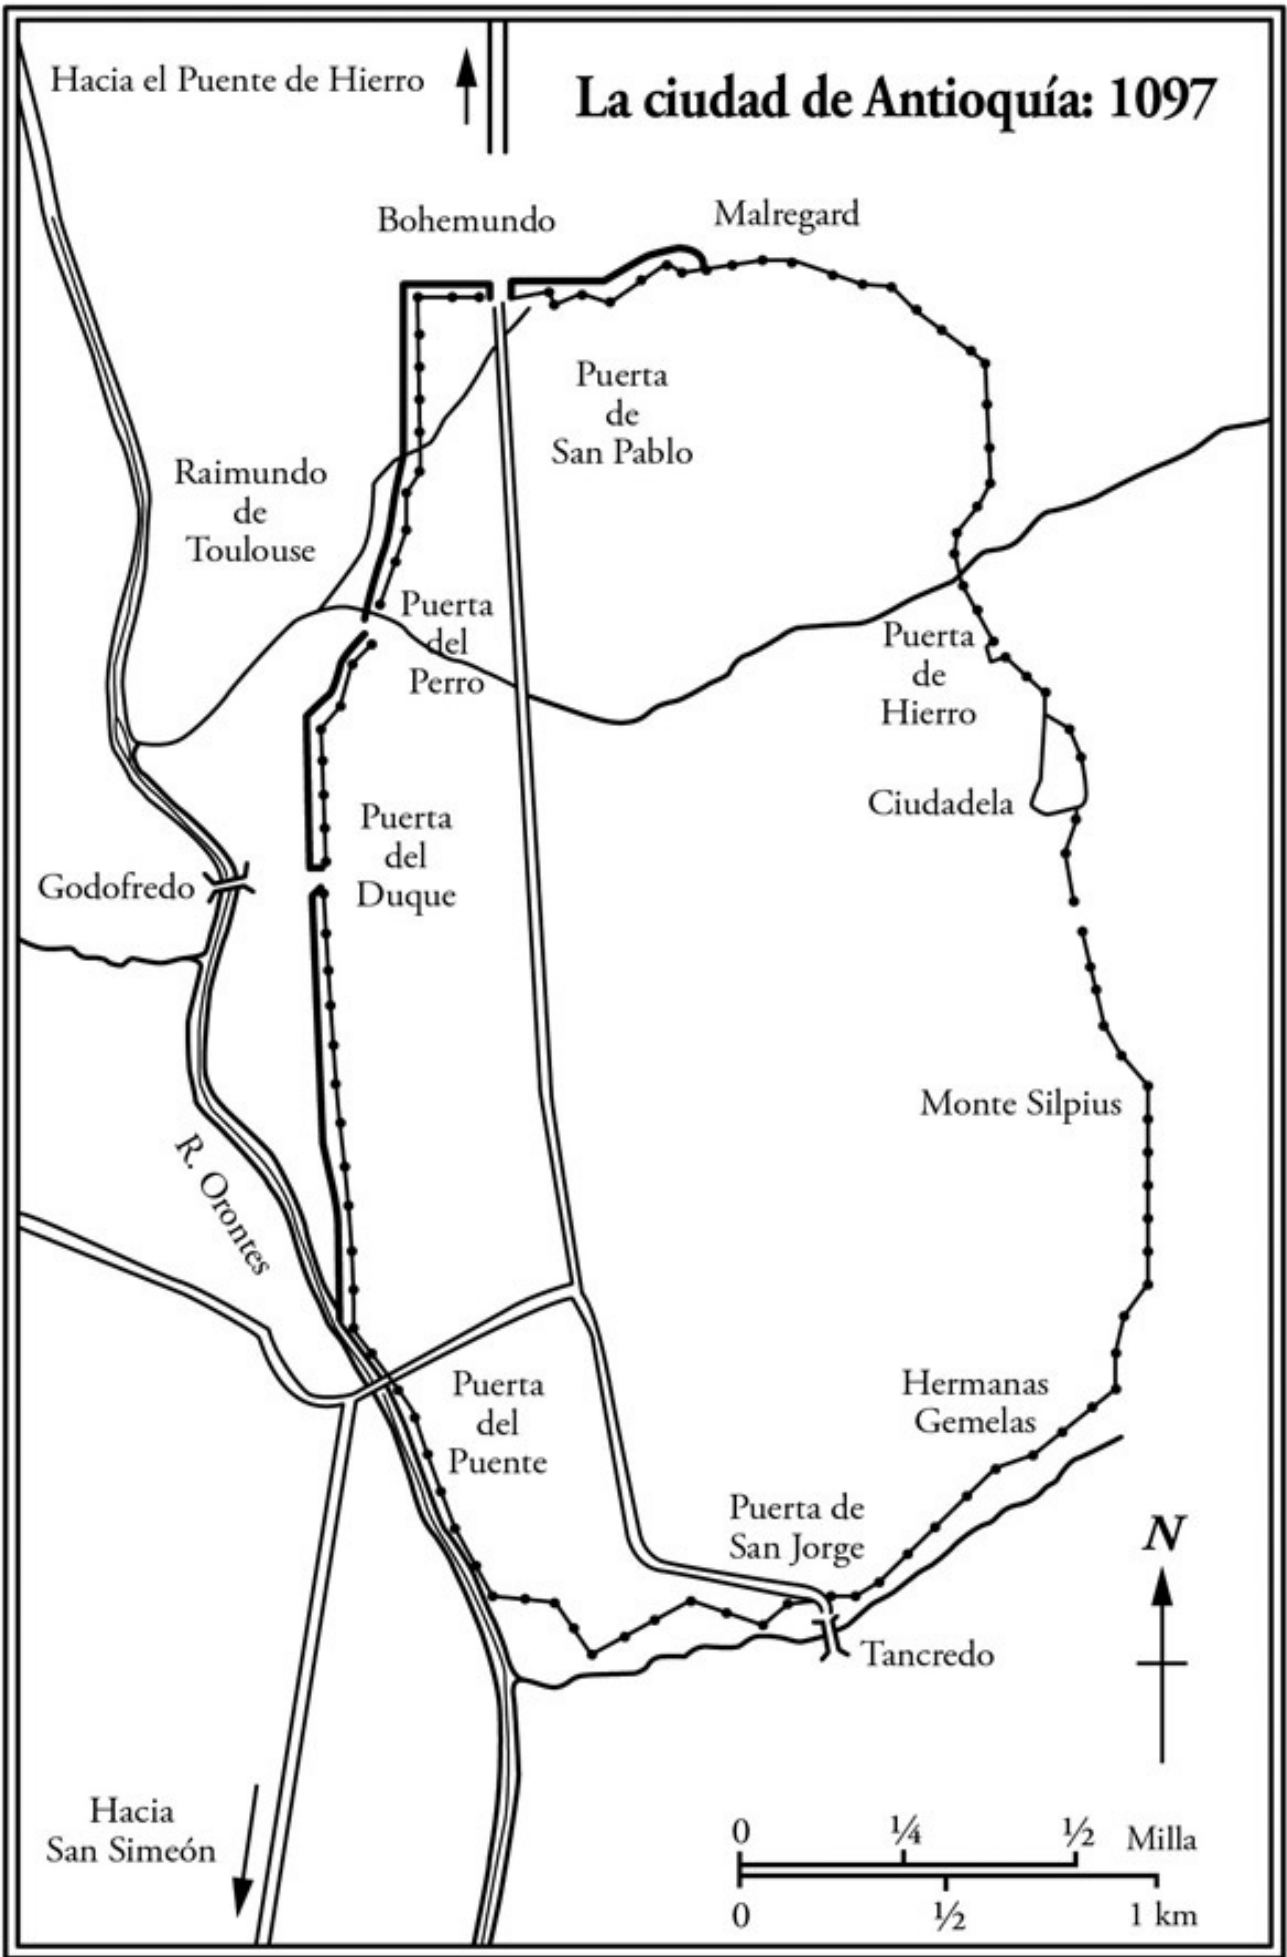 Hacia el Puente de Hierro
La ciudad de Antioquía: 1097
Bohemundo
Malregard
Puerta
de
San Pablo
Raimundo
de
Toulouse
Puerta
del
Perro
Puerta
de
Hierro
Ciudadela
Puerta
del
Duque
Godofredo
Monte Silpius
R. Orontes
Puerta
del
Puente
Hermanas
Gemelas
Puerta de
San Jorge
N
Tancredo
Hacia
San Simeón
0 ¼ ½ Milla
0 ½ 1 km